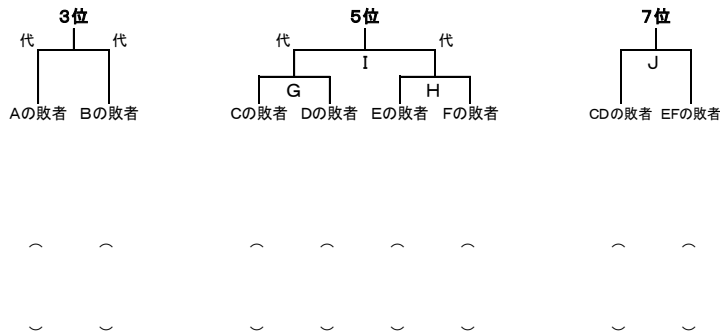 3位 5位 7位
代 代 代 代
I J
G H
Aの敗者 Bの敗者 Cの敗者 Dの敗者 Eの敗者 Fの敗者 CDの敗者 EFの敗者
︵ ︵ ︵ ︵ ︵ ︵ ︵ ︵
︶ ︶ ︶ ︶ ︶ ︶ ︶ ︶